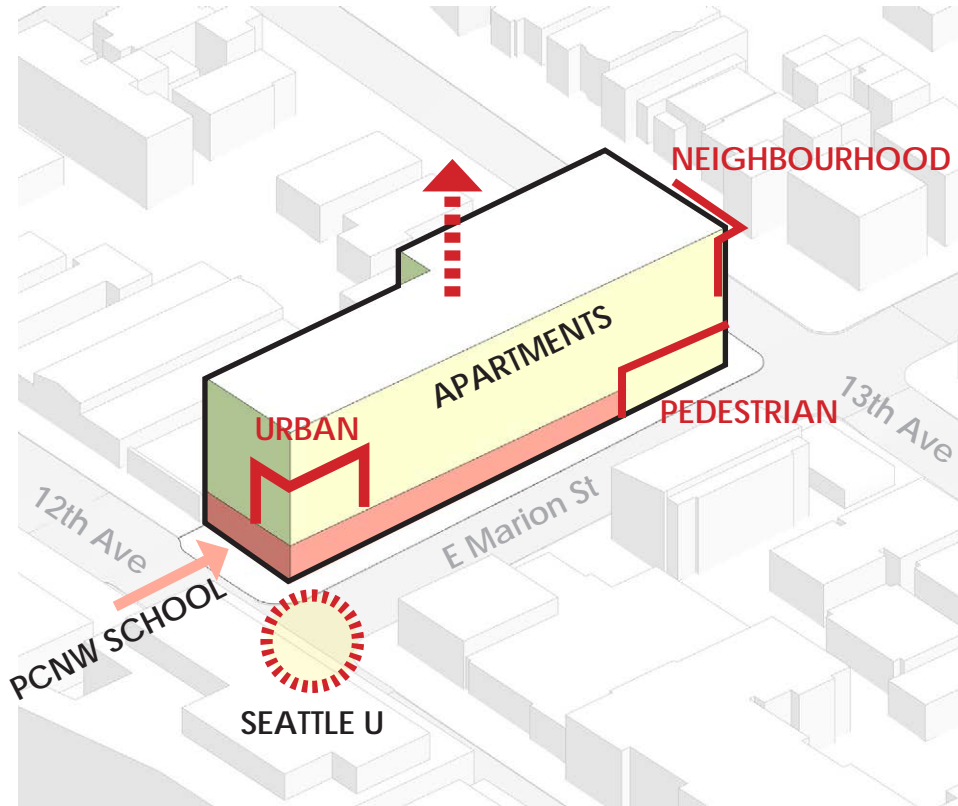 NEIGHBOURHOOD
APARTMENTS
URBAN
PEDESTRIAN
13th Ave
12th Ave
E Marion St
PCNW SCHOOL
SEATTLE U